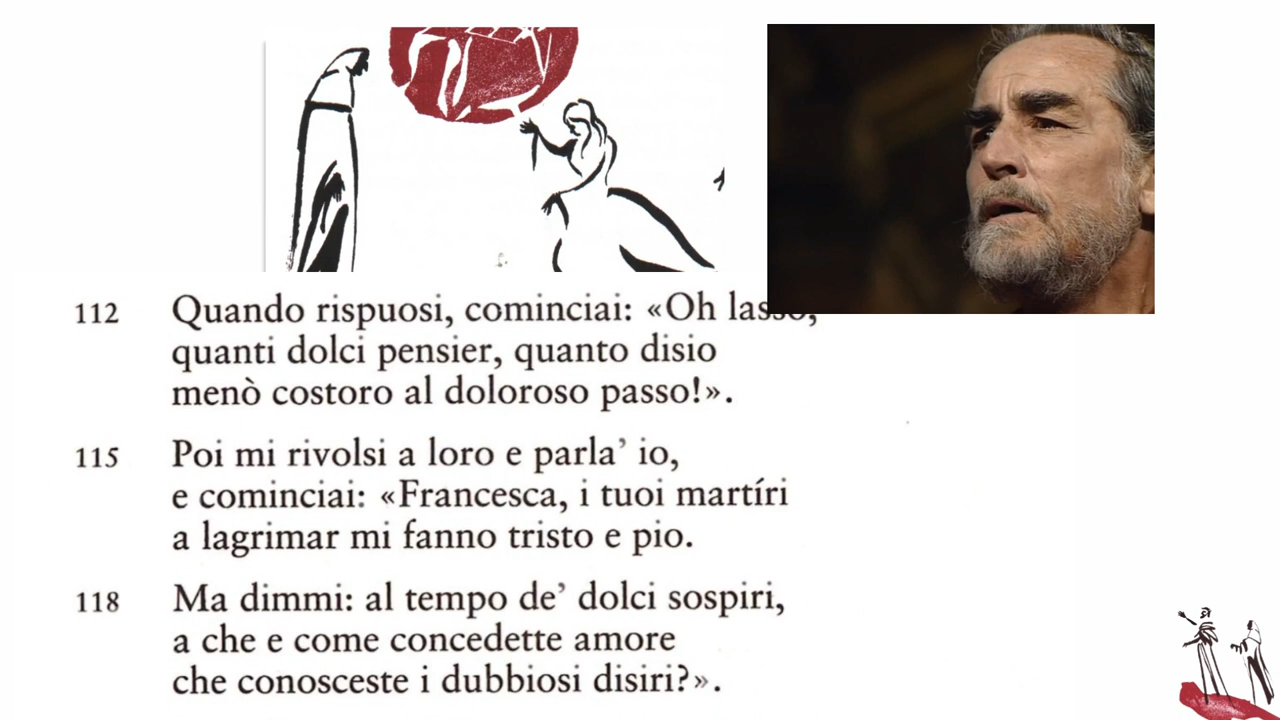 112 Quando rispuosi, cominciai: «Oh lasso,
quanti dolci pensier, quanto disio
menò costoro al doloroso passo!».
115 Poi mi rivolsi a loro e parla’ io,
e cominciai: «Francesca, i tuoi martíri
a lagrimar mi fanno tristo e pio.
118 Ma dimmi: al tempo de’ dolci sospiri,
a che e come concedette amore
che conosceste i dubbiosi disiri?».